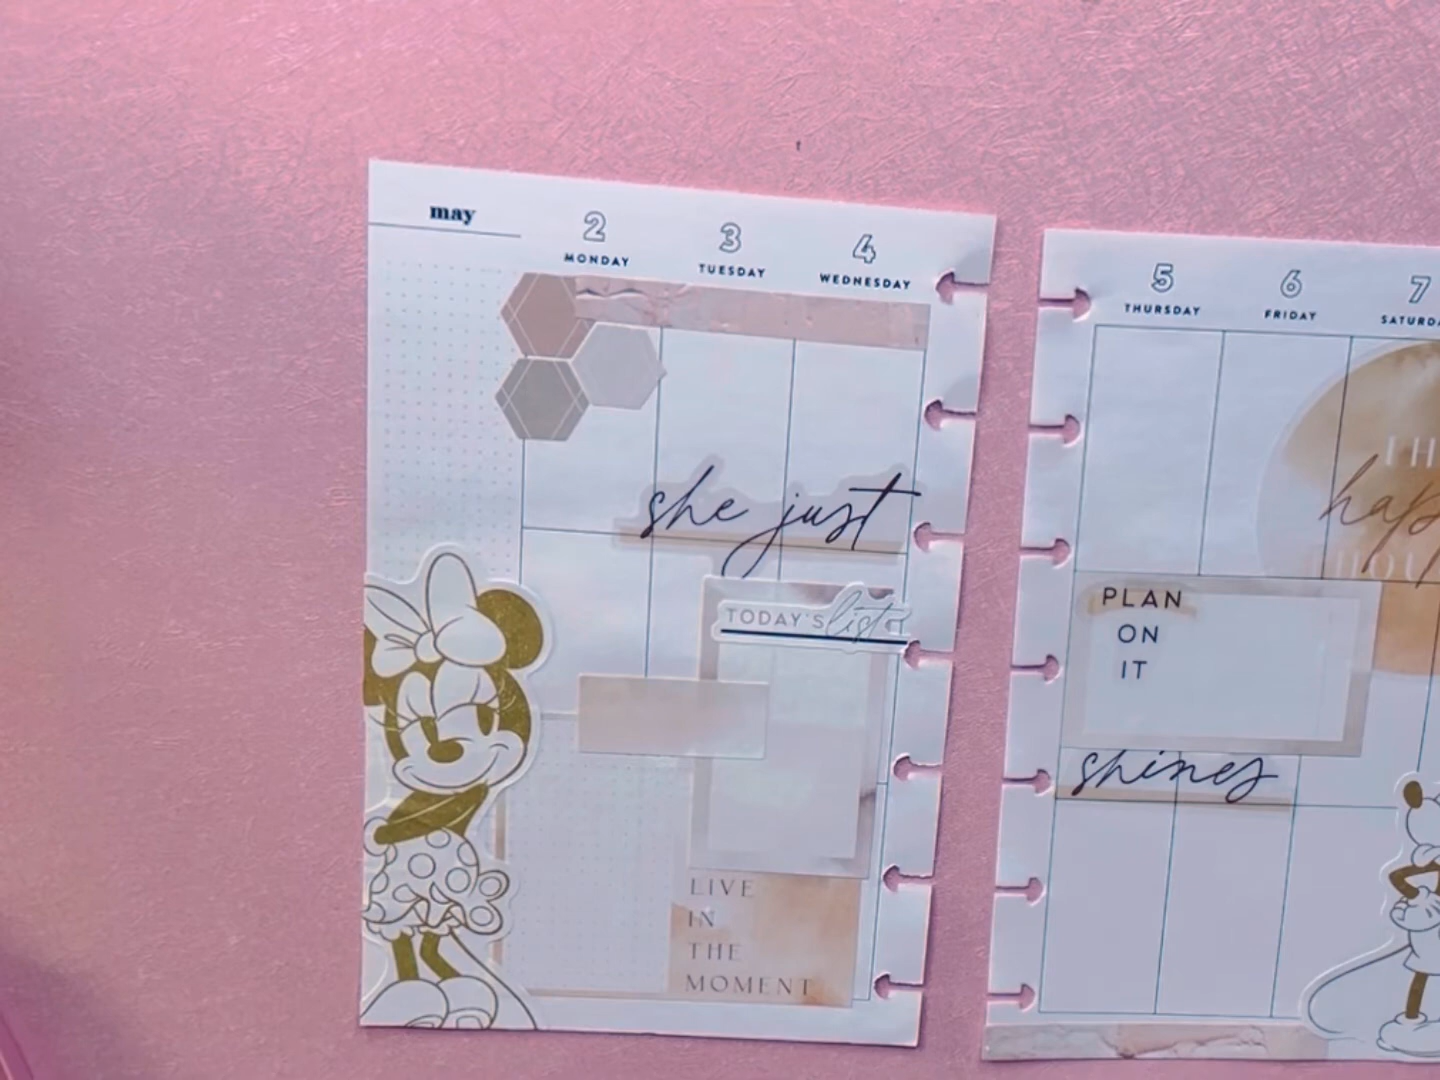 may
2
MONDAY
3
TUESDAY
4
WEDNESDAY
she just
TODAY'S list
LIVE
IN
THE
MOMENT
5
THURSDAY
6
FRIDAY
7
PLAN
ON
IT
shines